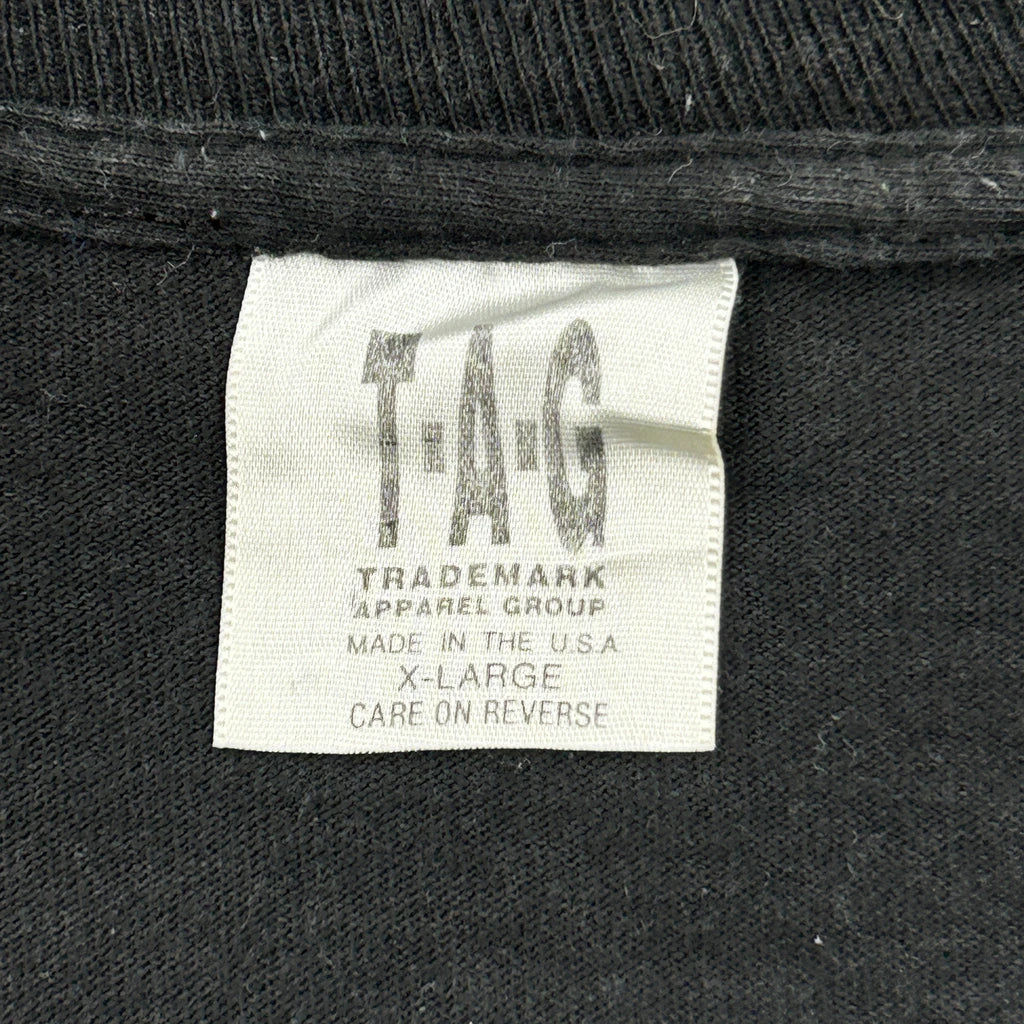 T-A-G
TRADEMARK
APPAREL GROUP
MADE IN THE U.S.A
X-LARGE
CARE ON REVERSE